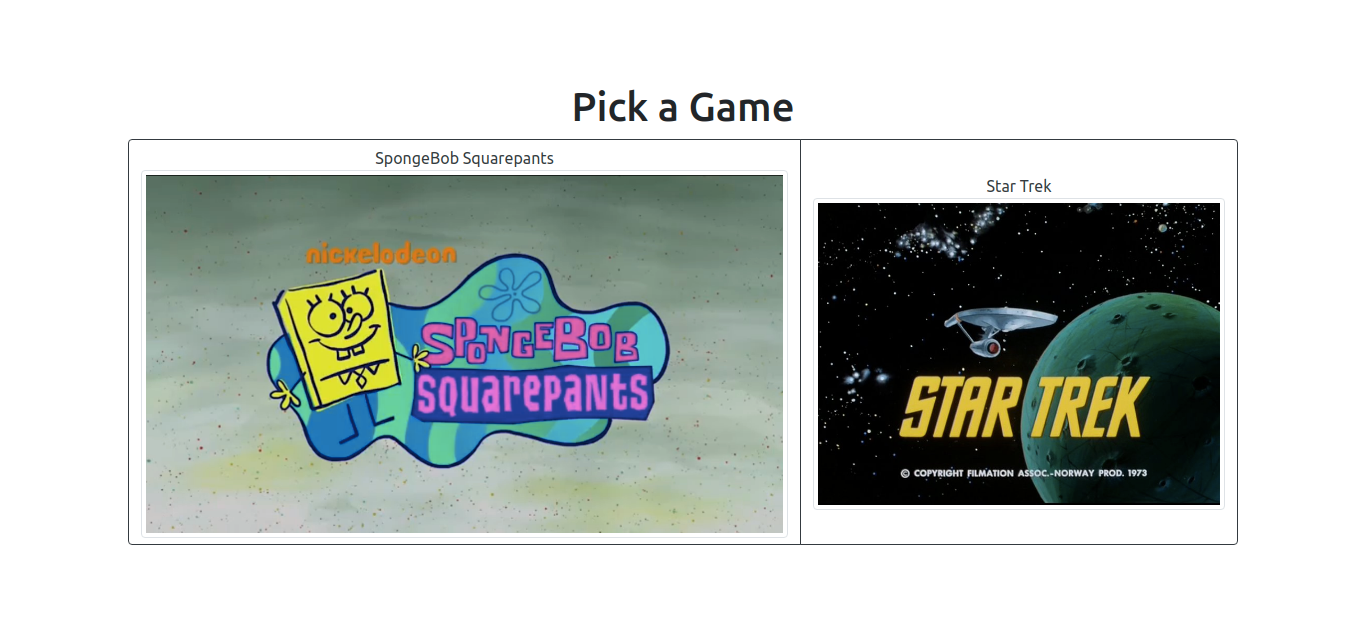 Pick a Game
SpongeBob Squarepants
nickelodeon
SPONGEBOB
SQUAREPANTS
Star Trek
STAR TREK
© COPYRIGHT FILMATION ASSOC.-NORWAY PROD. 1973